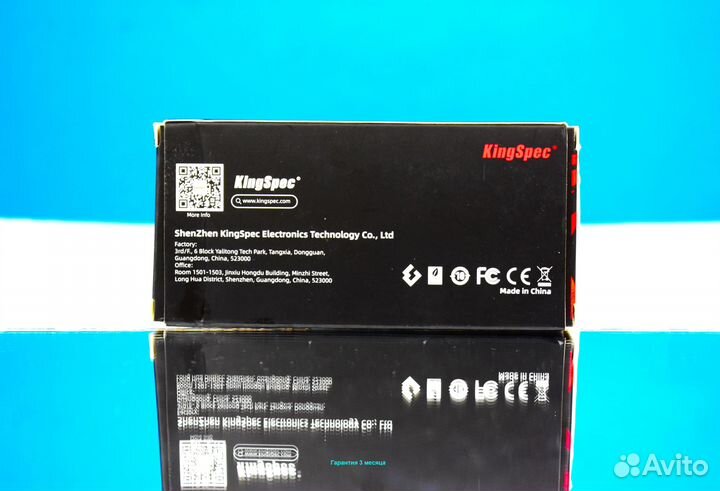 KingSpec®
KingSpec®
www.kingspec.com
More Info
ShenZhen KingSpec Electronics Technology Co., Ltd
Factory:
3rd/F., 6 Block Yalitong Tech Park, Tangxia, Dongguan,
Guangdong, China, 523000
Office:
Room 1501-1503, Jinxiu Hongdu Building, Minzhi Street,
Long Hua District, Shenzhen, Guangdong, China, 523000
FC CE
Made in China
Гарантия 3 месяца
Avito